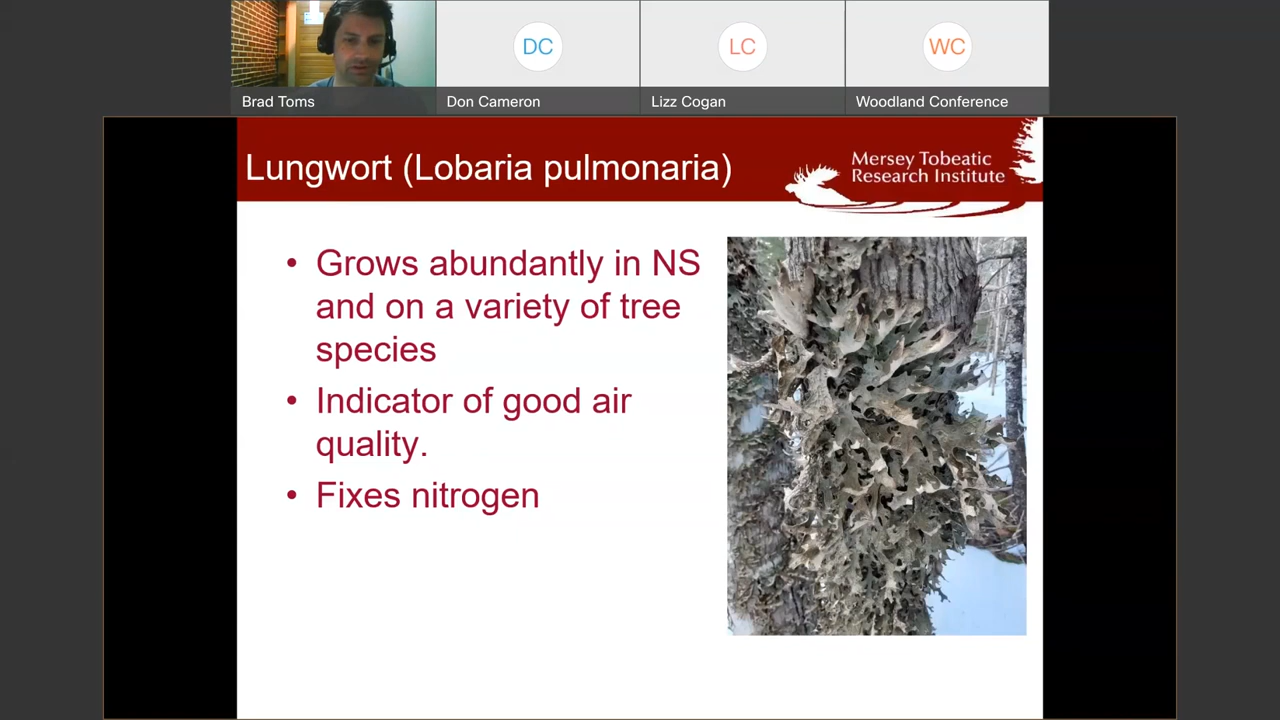 DC
LC
WC
Brad Toms
Don Cameron
Lizz Cogan
Woodland Conference
Lungwort (Lobaria pulmonaria)
Mersey Tobeatic
Research Institute
• Grows abundantly in NS
and on a variety of tree
species
• Indicator of good air
quality.
• Fixes nitrogen